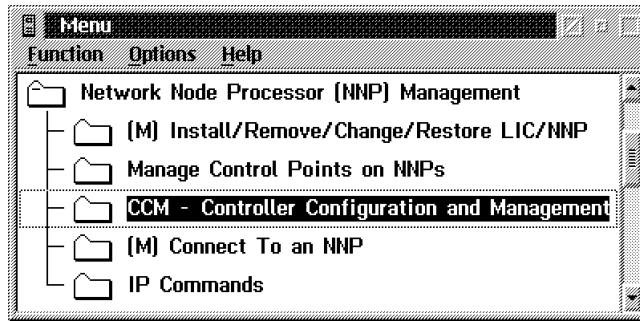 Menu
Function Options Help
Network Node Processor (NNP) Management
(M) Install/Remove/Change/Restore LIC/NNP
Manage Control Points on NNPs
CCM - Controller Configuration and Management
(M) Connect To an NNP
IP Commands